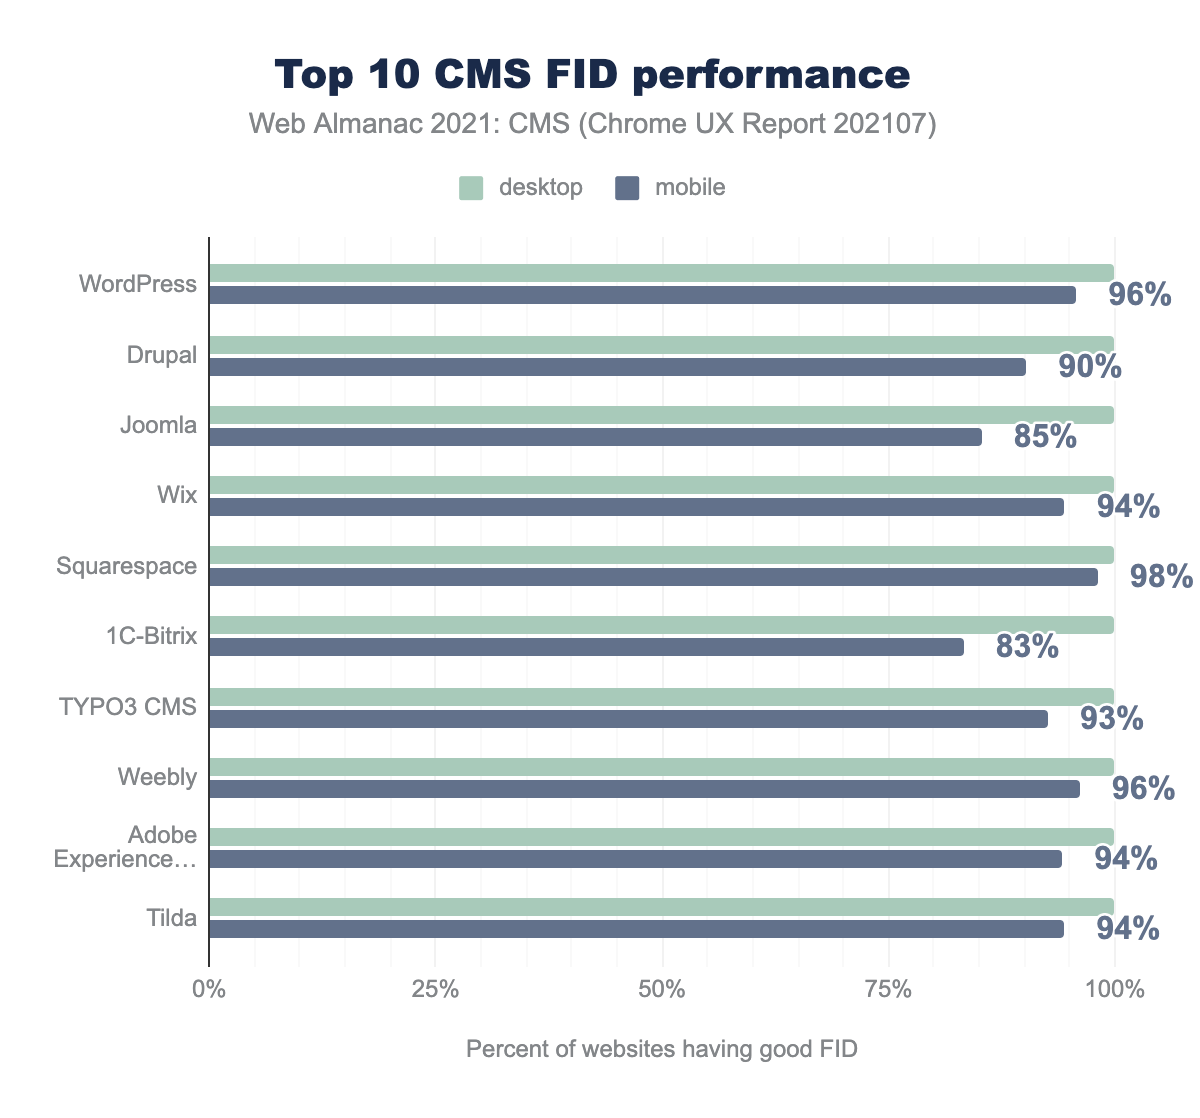 Top 10 CMS FID performance
Web Almanac 2021: CMS (Chrome UX Report 202107)
desktop mobile
WordPress 96%
Drupal 90%
Joomla 85%
Wix 94%
Squarespace 98%
1C-Bitrix 83%
TYPO3 CMS 93%
Weebly 96%
Adobe
Experience… 94%
Tilda 94%
0% 25% 50% 75% 100%
Percent of websites having good FID